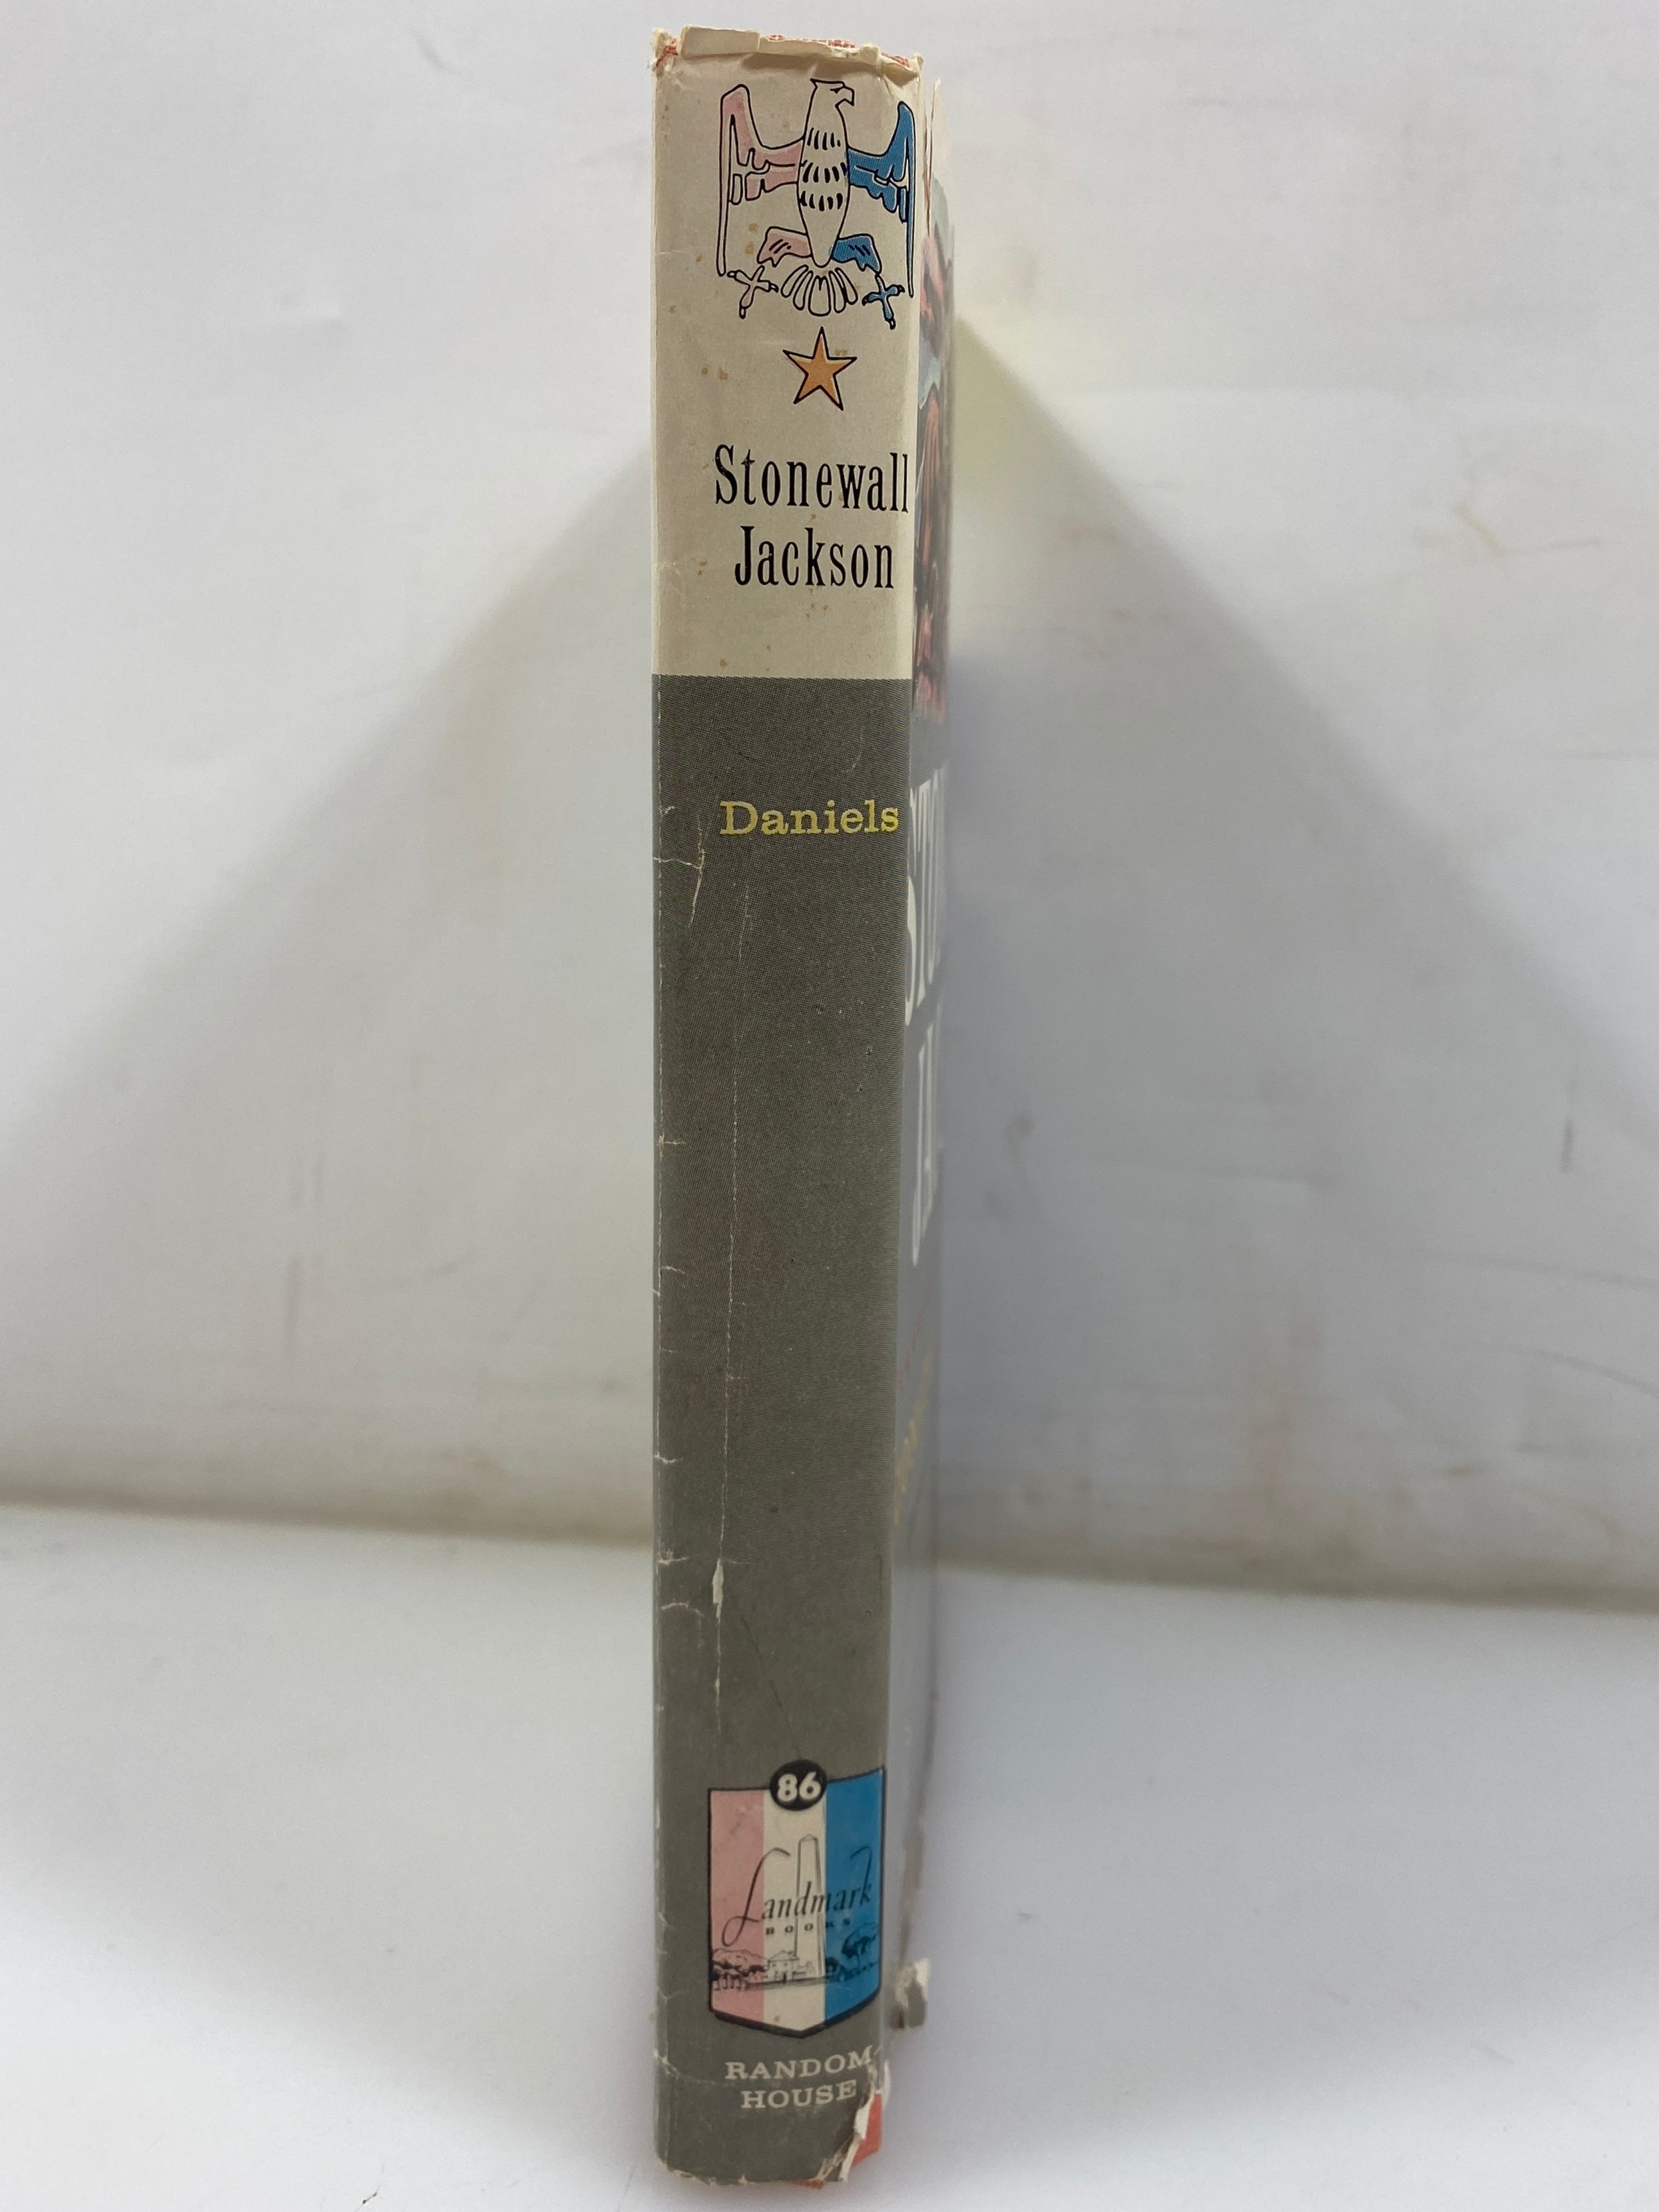 Stonewall
Jackson
Daniels
86
Landmark
BOOKS
RANDOM
HOUSE